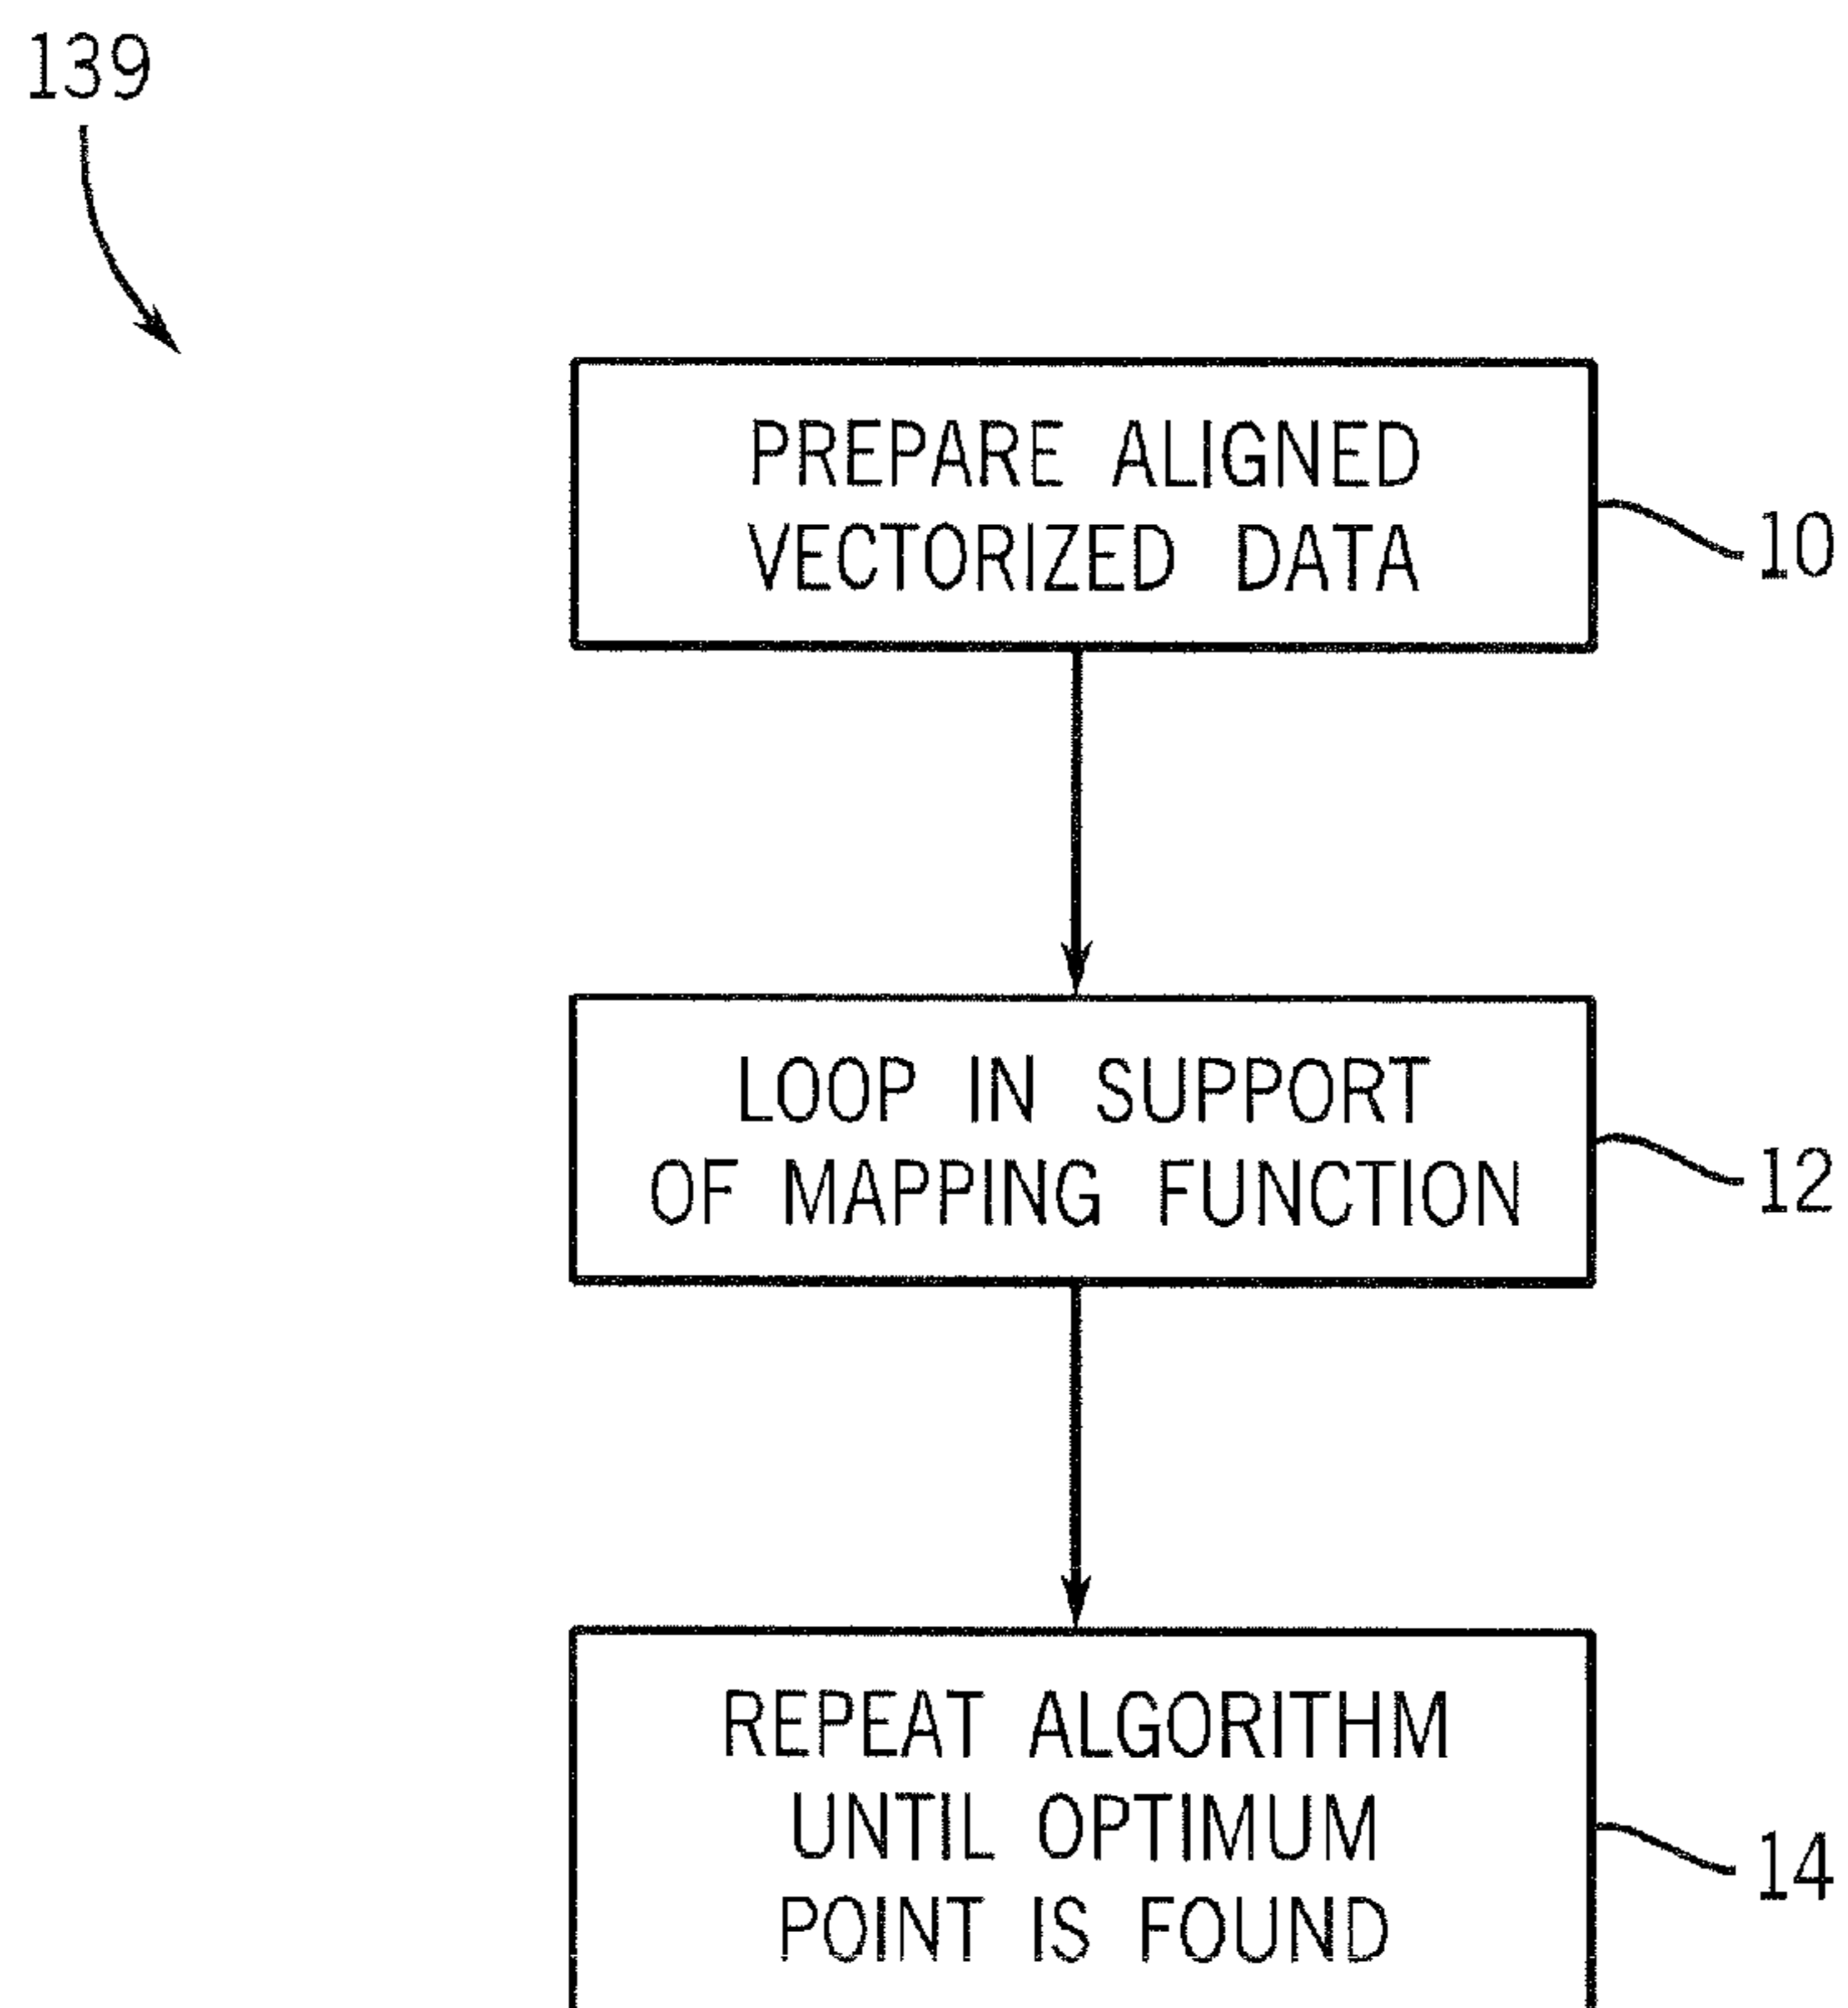 139
PREPARE ALIGNED
VECTORIZED DATA
10
LOOP IN SUPPORT
OF MAPPING FUNCTION
12
REPEAT ALGORITHM
UNTIL OPTIMUM
POINT IS FOUND
14